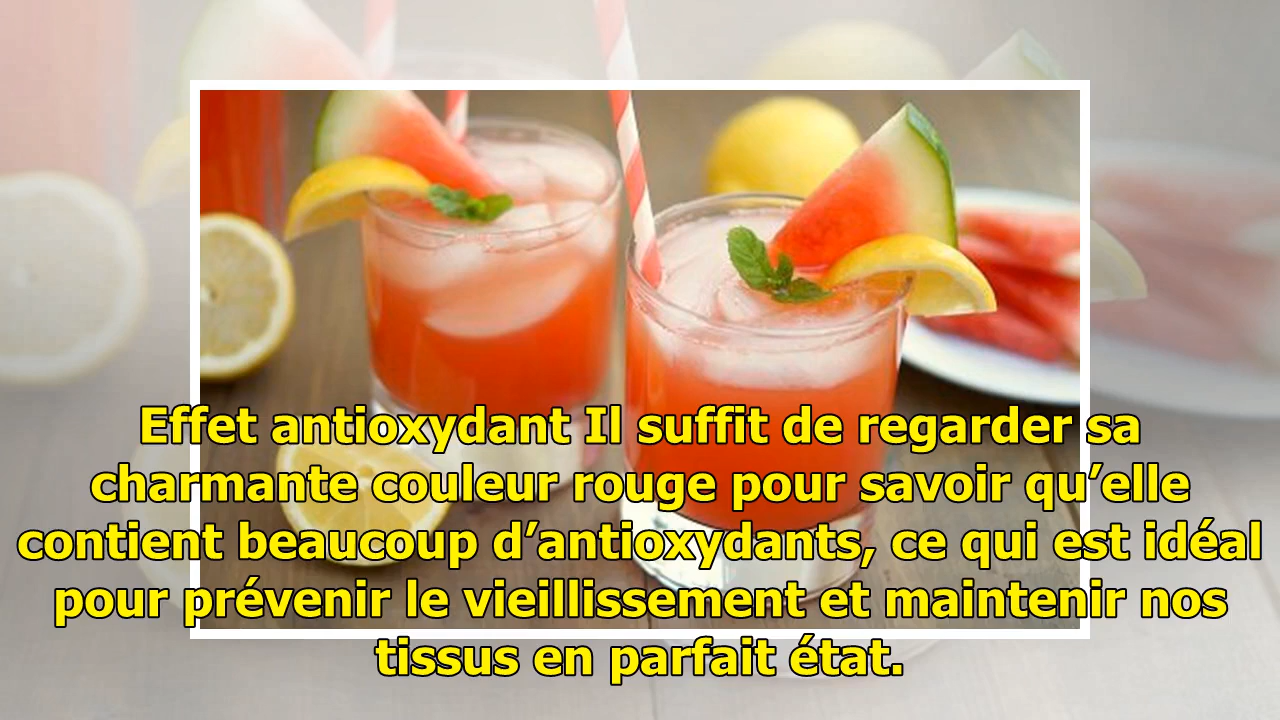 Effet antioxydant Il suffit de regarder sa
charmante couleur rouge pour savoir qu’elle
contient beaucoup d’antioxydants, ce qui est idéal
pour prévenir le vieillissement et maintenir nos
tissus en parfait état.